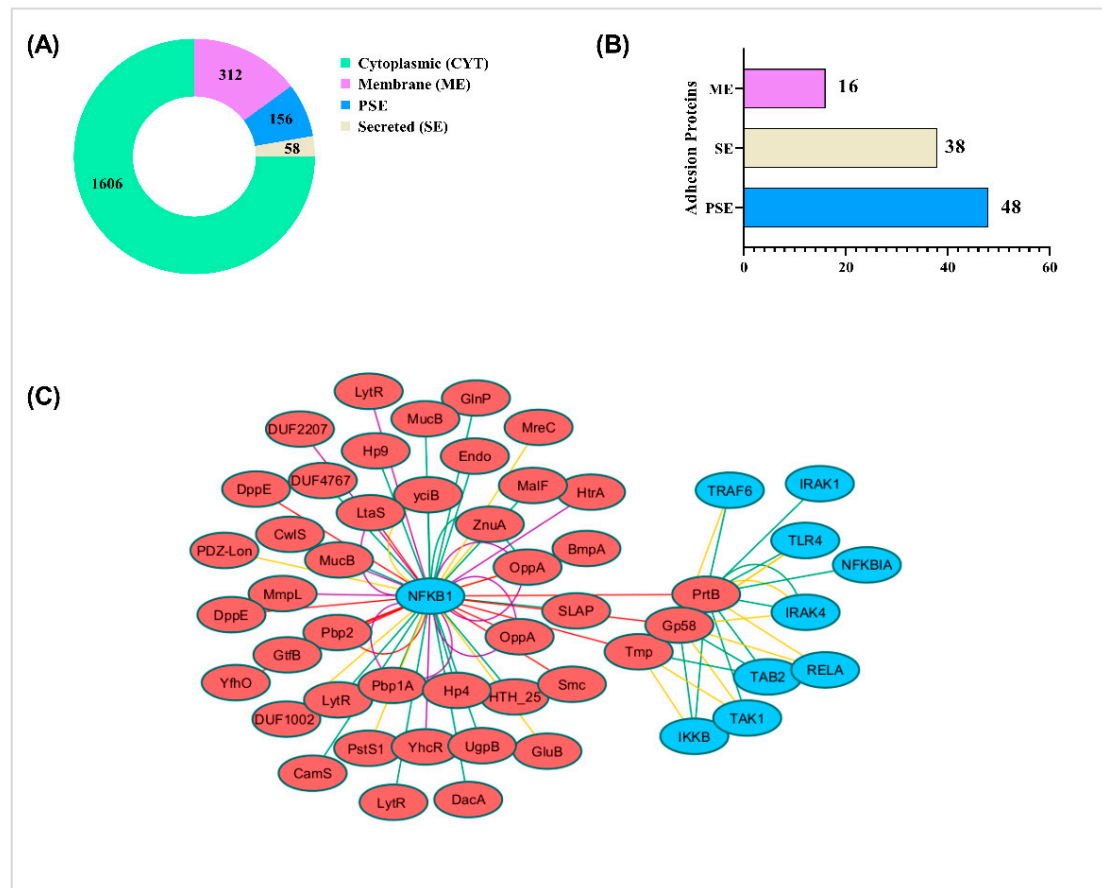 (A)
312
156
58
1606
Cytoplasmic (CYT)
Membrane (ME)
PSE
Secreted (SE)
(B)
Adhesion Proteins
ME
16
SE
38
PSE
48
0
20
40
60
(C)
LytR
GlnP
MucB
DUF2207
MreC
Hp9
Endo
DUF4767
DppE
yciB
MalF
HtrA
LtaS
ZnuA
CwlS
BmpA
PDZ-Lon
MucB
OppA
NFKB1
MmpL
SLAP
DppE
Pbp2
OppA
GtfB
YfhO
Pbp1A
Hp4
HTH_25
Smc
LytR
DUF1002
PstS1
YhcR
UgpB
GluB
CamS
LytR
DacA
TRAF6
IRAK1
TLR4
NFKBIA
PrtB
IRAK4
Gp58
Tmp
TAB2
RELA
TAK1
IKKB